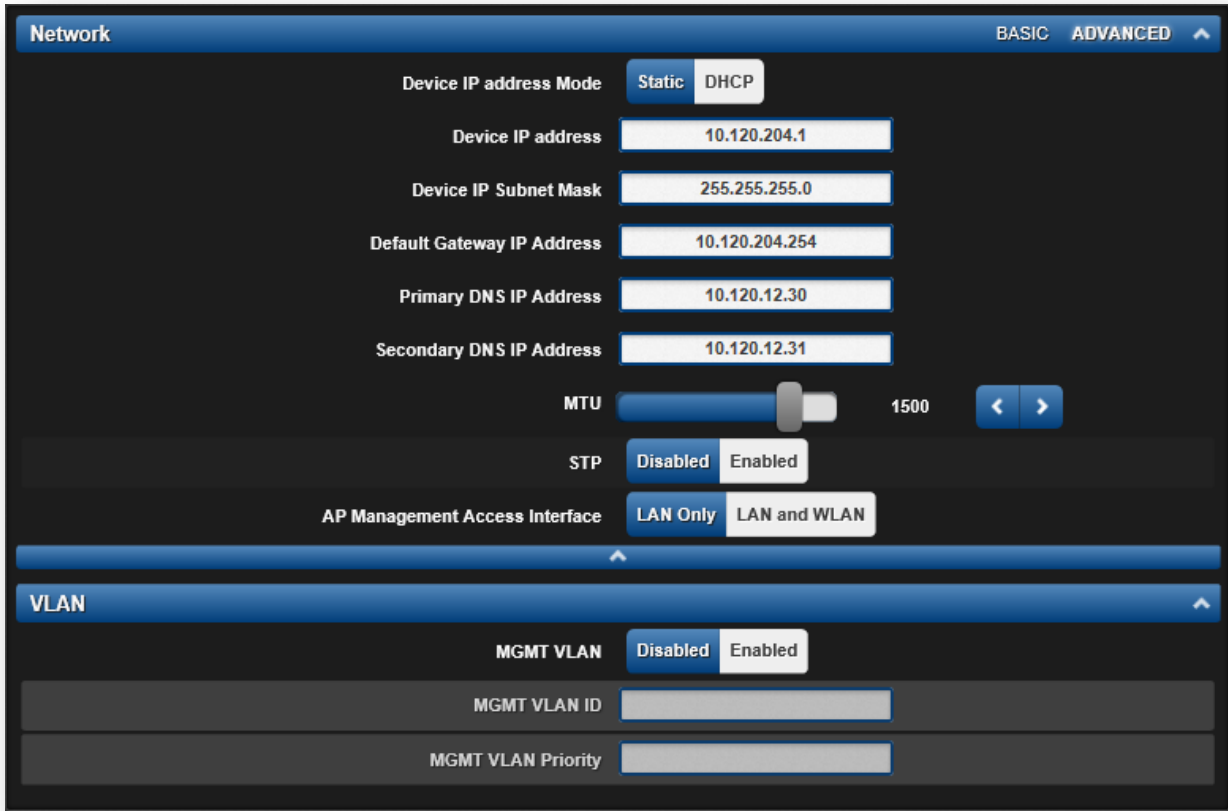 Network BASIC ADVANCED
Device IP address Mode Static DHCP
Device IP address 10.120.204.1
Device IP Subnet Mask 255.255.255.0
Default Gateway IP Address 10.120.204.254
Primary DNS IP Address 10.120.12.30
Secondary DNS IP Address 10.120.12.31
MTU 1500
STP Disabled Enabled
AP Management Access Interface LAN Only LAN and WLAN
VLAN
MGMT VLAN Disabled Enabled
MGMT VLAN ID
MGMT VLAN Priority